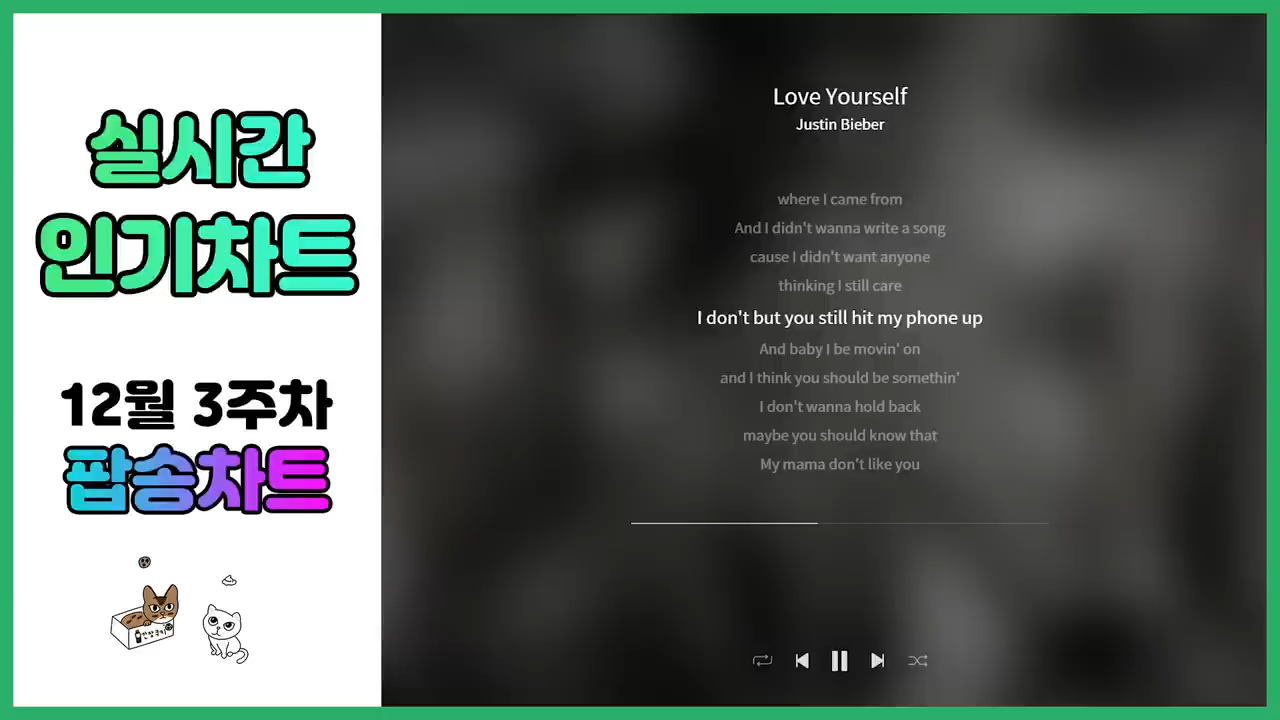 실시간
인기차트
12월 3주차
팝송차트
Love Yourself
Justin Bieber
where I came from
And I didn't wanna write a song
cause I didn't want anyone
thinking I still care
I don't but you still hit my phone up
And baby I be movin' on
and I think you should be somethin'
I don't wanna hold back
maybe you should know that
My mama don't like you